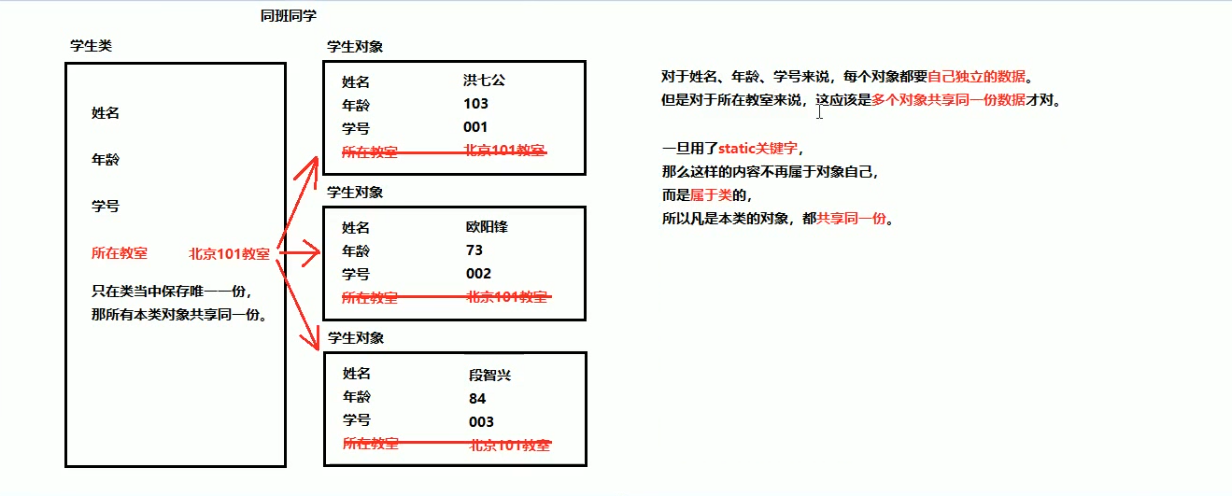 同班同学
学生类
姓名
年龄
学号
所在教室 北京101教室
只在类当中保存唯一一份，
那所有本类对象共享同一份。
学生对象
姓名 洪七公
年龄 103
学号 001
所在教室 北京101教室
学生对象
姓名 欧阳锋
年龄 73
学号 002
所在教室 北京101教室
学生对象
姓名 段智兴
年龄 84
学号 003
所在教室 北京101教室
对于姓名、年龄、学号来说，每个对象都要自己独立的数据。
但是对于所在教室来说，这应该是多个对象共享同一份数据才对。
一旦用了static关键字，
那么这样的内容不再属于对象自己，
而是属于类的，
所以凡是本类的对象，都共享同一份。